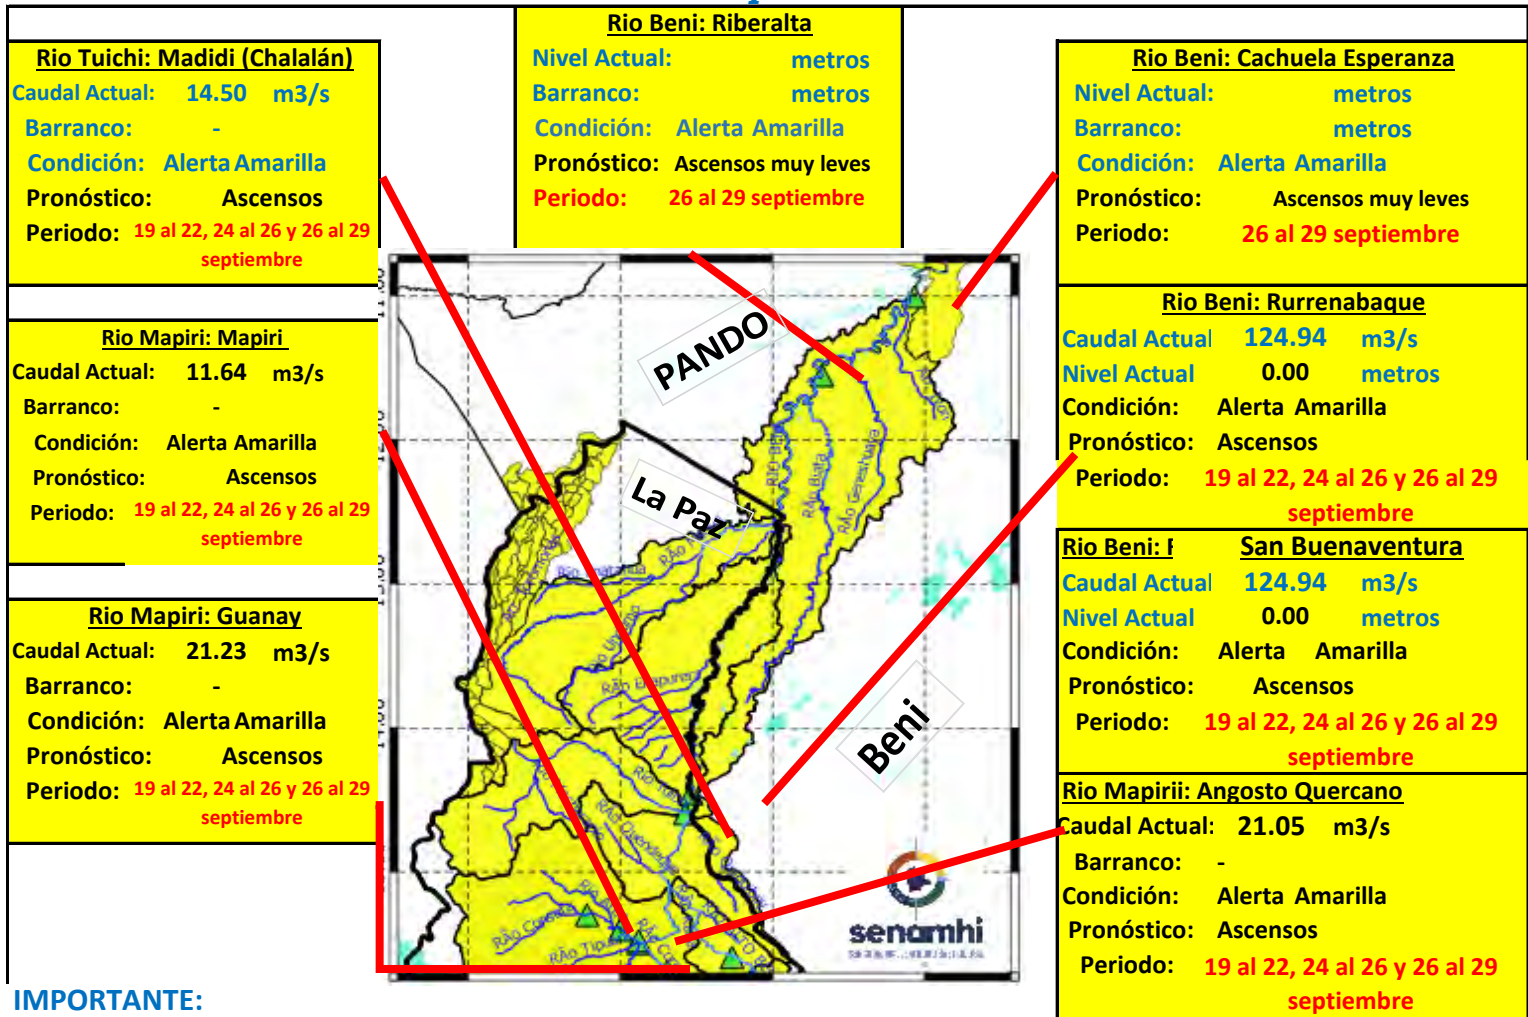 Rio Beni: Riberalta
Nivel Actual: metros
Barranco: metros
Condición: Alerta Amarilla
Pronóstico: Ascensos muy leves
Periodo: 26 al 29 septiembre
Rio Tuichi: Madidi (Chalalán)
Caudal Actual: 14.50 m3/s
Barranco: -
Condición: Alerta Amarilla
Pronóstico: Ascensos
Periodo: 19 al 22, 24 al 26 y 26 al 29
septiembre
Rio Mapiri: Mapiri
Caudal Actual: 11.64 m3/s
Barranco: -
Condición: Alerta Amarilla
Pronóstico: Ascensos
Periodo: 19 al 22, 24 al 26 y 26 al 29
septiembre
Rio Mapiri: Guanay
Caudal Actual: 21.23 m3/s
Barranco: -
Condición: Alerta Amarilla
Pronóstico: Ascensos
Periodo: 19 al 22, 24 al 26 y 26 al 29
septiembre
PANDO
La Paz
Beni
RÃo Biata
RÃo Geneshuaya
senamhi
Rio Beni: Cachuela Esperanza
Nivel Actual: metros
Barranco: metros
Condición: Alerta Amarilla
Pronóstico: Ascensos muy leves
Periodo: 26 al 29 septiembre
Rio Beni: Rurrenabaque
Caudal Actual 124.94 m3/s
Nivel Actual 0.00 metros
Condición: Alerta Amarilla
Pronóstico: Ascensos
Periodo: 19 al 22, 24 al 26 y 26 al 29
septiembre
Rio Beni: San Buenaventura
Caudal Actual 124.94 m3/s
Nivel Actual 0.00 metros
Condición: Alerta Amarilla
Pronóstico: Ascensos
Periodo: 19 al 22, 24 al 26 y 26 al 29
septiembre
Rio Mapirii: Angosto Quercano
Caudal Actual: 21.05 m3/s
Barranco: -
Condición: Alerta Amarilla
Pronóstico: Ascensos
Periodo: 19 al 22, 24 al 26 y 26 al 29
septiembre
IMPORTANTE: